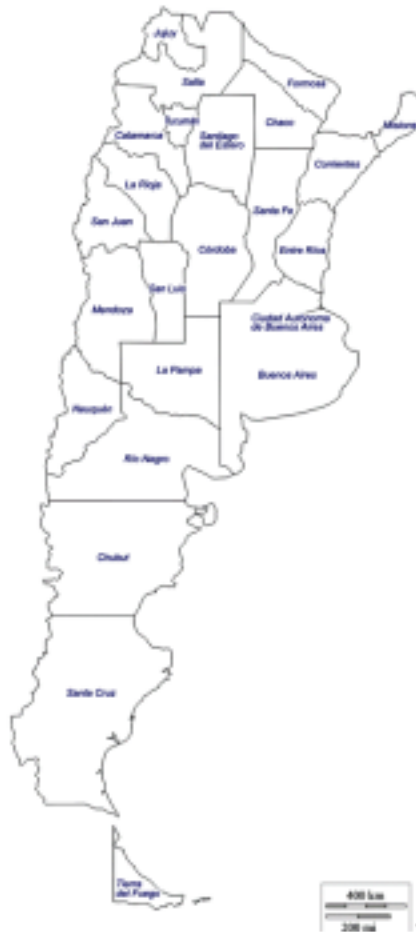 Jujuy
Salta
Formosa
Tucumán
Chaco
Misiones
Catamarca
Santiago
del Estero
Corrientes
La Rioja
Santa Fe
San Juan
Córdoba
Entre Ríos
San Luis
Mendoza
Ciudad Autónoma
de Buenos Aires
La Pampa
Buenos Aires
Neuquén
Río Negro
Chubut
Santa Cruz
Tierra
del Fuego
400 km
200 mi